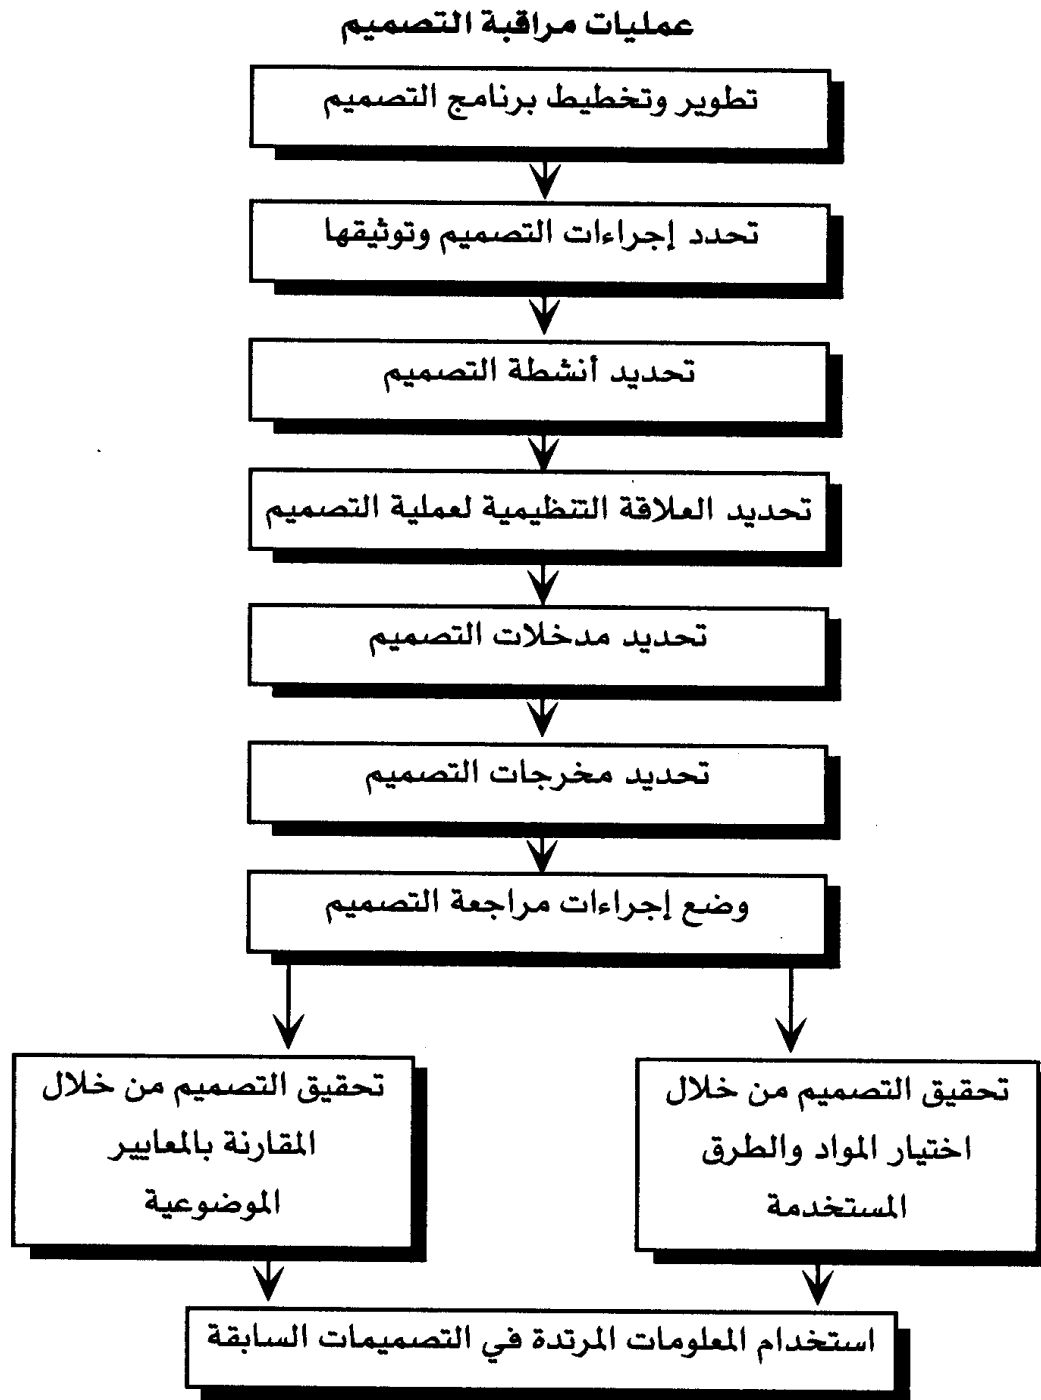 عمليات مراقبة التصميم
تطوير وتخطيط برنامج التصميم
تحدد إجراءات التصميم وتوثيقها
تحديد أنشطة التصميم
تحديد العلاقة التنظيمية لعملية التصميم
تحديد مدخلات التصميم
تحديد مخرجات التصميم
وضع إجراءات مراجعة التصميم
تحقيق التصميم من خلال
اختيار المواد والطرق
المستخدمة
تحقيق التصميم من خلال
المقارنة بالمعايير
الموضوعية
استخدام المعلومات المرتدة في التصميمات السابقة